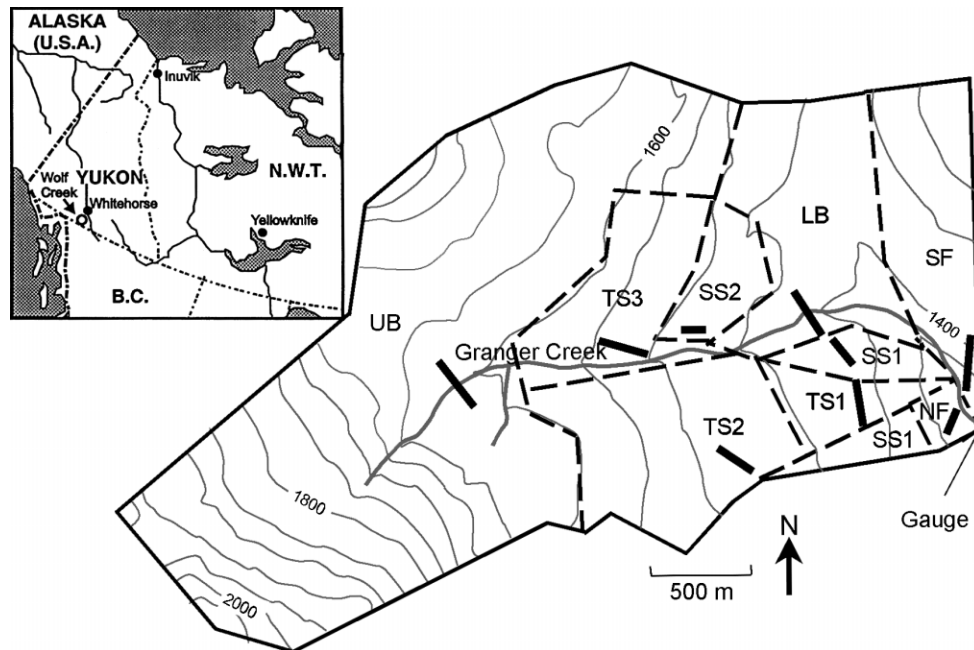 ALASKA
(U.S.A.)
Inuvik
N.W.T.
YUKON
Wolf
Creek
Whitehorse
Yellowknife
B.C.
1600
LB
SF
TS3
SS2
UB
1400
Granger Creek
SS1
TS1
NF
TS2
SS1
1800
Gauge
N
500 m
2000